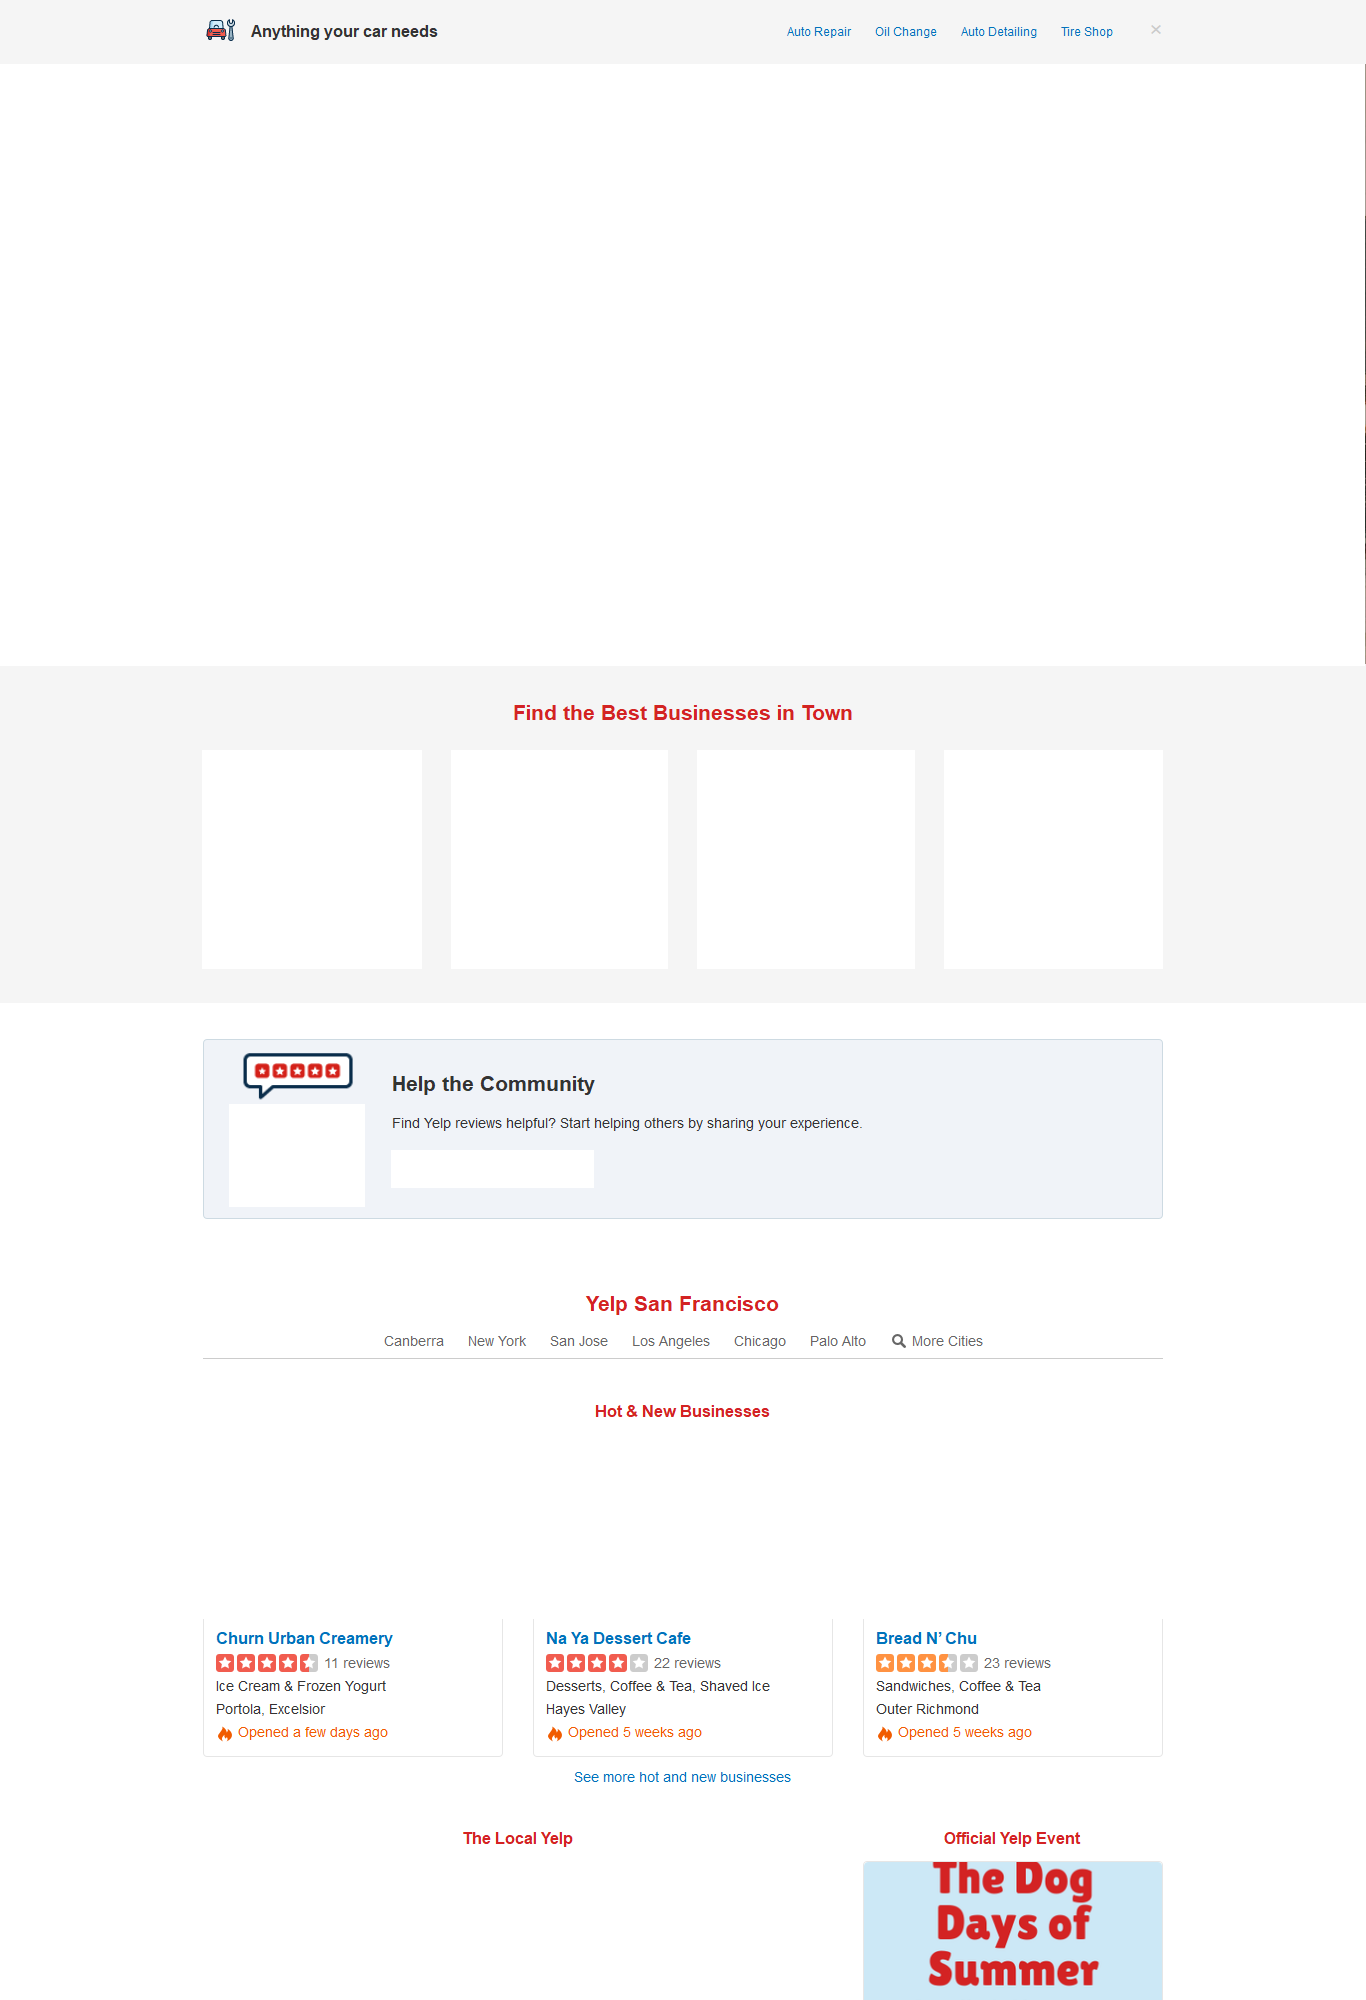 Anything your car needs
Auto Repair Oil Change Auto Detailing Tire Shop
Find the Best Businesses in Town
Help the Community
Find Yelp reviews helpful? Start helping others by sharing your experience.
Yelp San Francisco
Canberra New York San Jose Los Angeles Chicago Palo Alto More Cities
Hot & New Businesses
Churn Urban Creamery
11 reviews
Ice Cream & Frozen Yogurt
Portola, Excelsior
Opened a few days ago
Na Ya Dessert Cafe
22 reviews
Desserts, Coffee & Tea, Shaved Ice
Hayes Valley
Opened 5 weeks ago
Bread N’ Chu
23 reviews
Sandwiches, Coffee & Tea
Outer Richmond
Opened 5 weeks ago
See more hot and new businesses
The Local Yelp
Official Yelp Event
The Dog
Days of
Summer